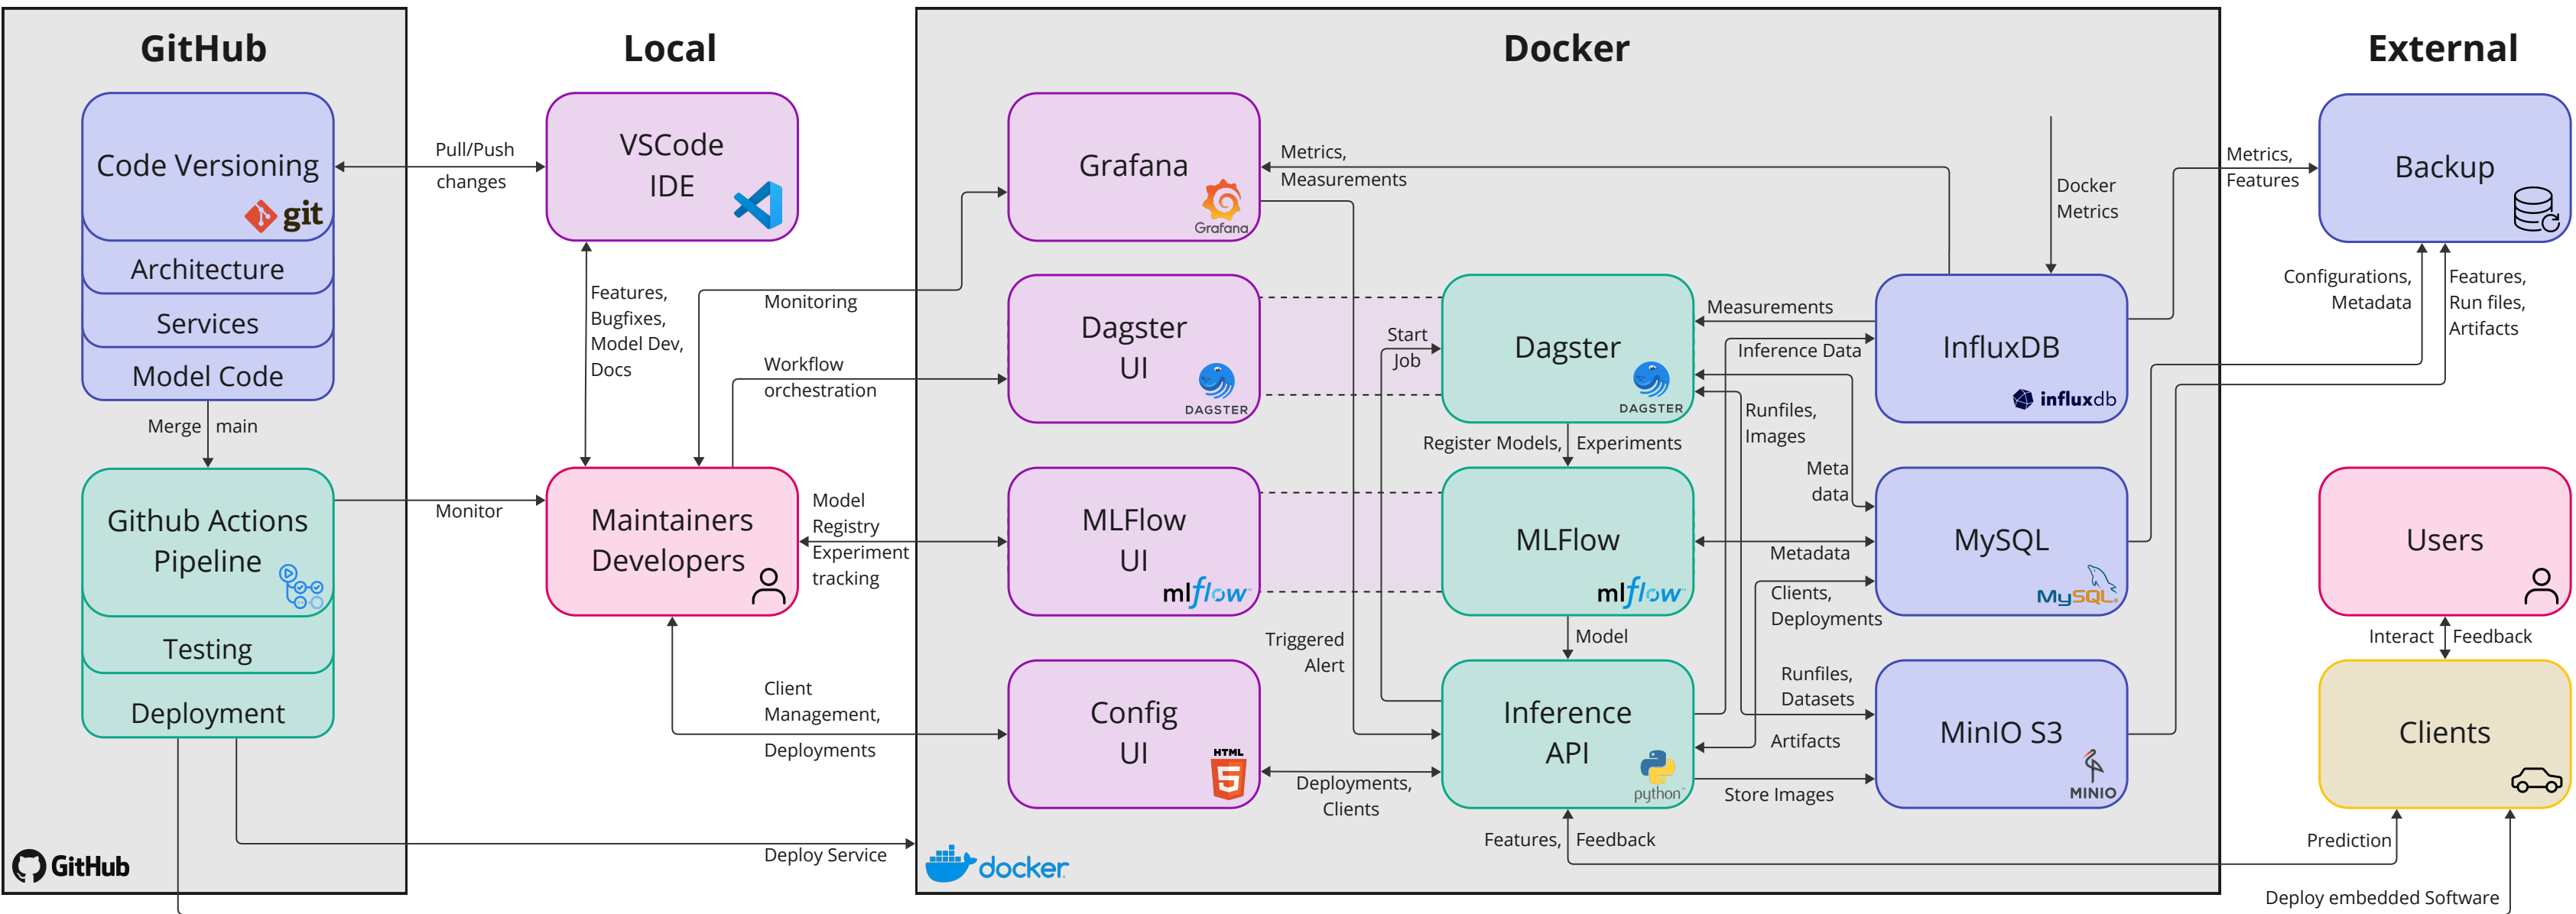 GitHub
Local
Docker
External
Code Versioning
git
Architecture
Services
Model Code
Merge main
Github Actions
Pipeline
Testing
Deployment
GitHub
Pull/Push
changes
Monitor
VSCode
IDE
Features,
Bugfixes,
Model Dev,
Docs
Maintainers
Developers
Monitoring
Workflow
orchestration
Model
Registry
Experiment
tracking
Client
Management,
Deployments
Deploy Service
Grafana
Grafana
Dagster
UI
DAGSTER
MLFlow
UI
mlflow™
Config
UI
HTML
5
docker
Metrics,
Measurements
Start
Job
Triggered
Alert
Deployments,
Clients
Dagster
DAGSTER
Register Models, Experiments
MLFlow
mlflow™
Model
Inference
API
python™
Features, Feedback
Measurements
Inference Data
Runfiles,
Images
Meta
data
Metadata
Clients,
Deployments
Runfiles,
Datasets
Artifacts
Store Images
Docker
Metrics
InfluxDB
influxdb
MySQL
MySQL®
MinIO S3
MINIO
Metrics,
Features
Backup
Configurations,
Metadata
Features,
Run files,
Artifacts
Users
Interact Feedback
Clients
Prediction
Deploy embedded Software